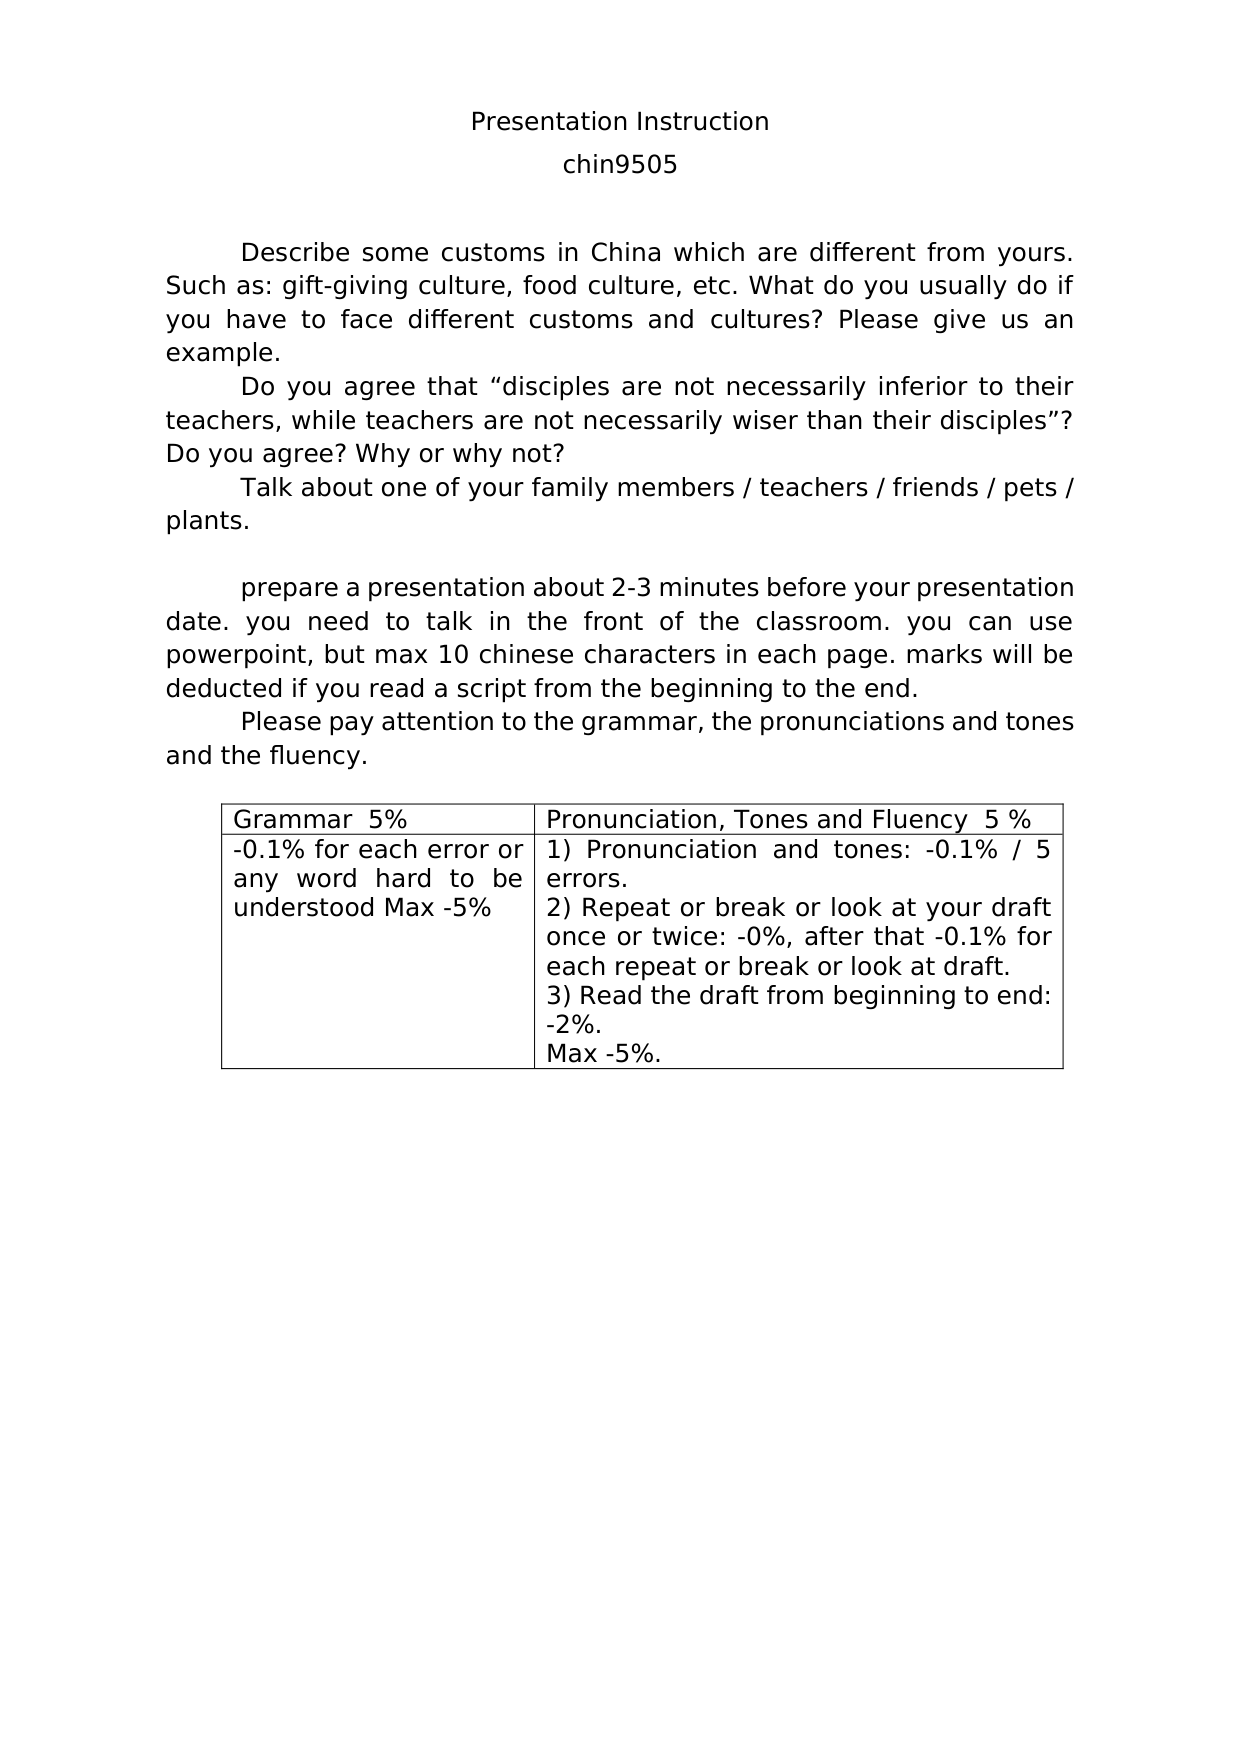 Presentation Instruction
chin9505
Describe some customs in China which are different from yours.
Such as: gift-giving culture, food culture, etc. What do you usually do if
you have to face different customs and cultures? Please give us an
example.
Do you agree that “disciples are not necessarily inferior to their
teachers, while teachers are not necessarily wiser than their disciples”?
Do you agree? Why or why not?
Talk about one of your family members / teachers / friends / pets /
plants.
prepare a presentation about 2-3 minutes before your presentation
date. you need to talk in the front of the classroom. you can use
powerpoint, but max 10 chinese characters in each page. marks will be
deducted if you read a script from the beginning to the end.
Please pay attention to the grammar, the pronunciations and tones
and the fluency.
Grammar 5%
-0.1% for each error or
any word hard to be
understood Max -5%
Pronunciation, Tones and Fluency 5 %
1) Pronunciation and tones: -0.1% / 5
errors.
2) Repeat or break or look at your draft
once or twice: -0%, after that -0.1% for
each repeat or break or look at draft.
3) Read the draft from beginning to end:
-2%.
Max -5%.